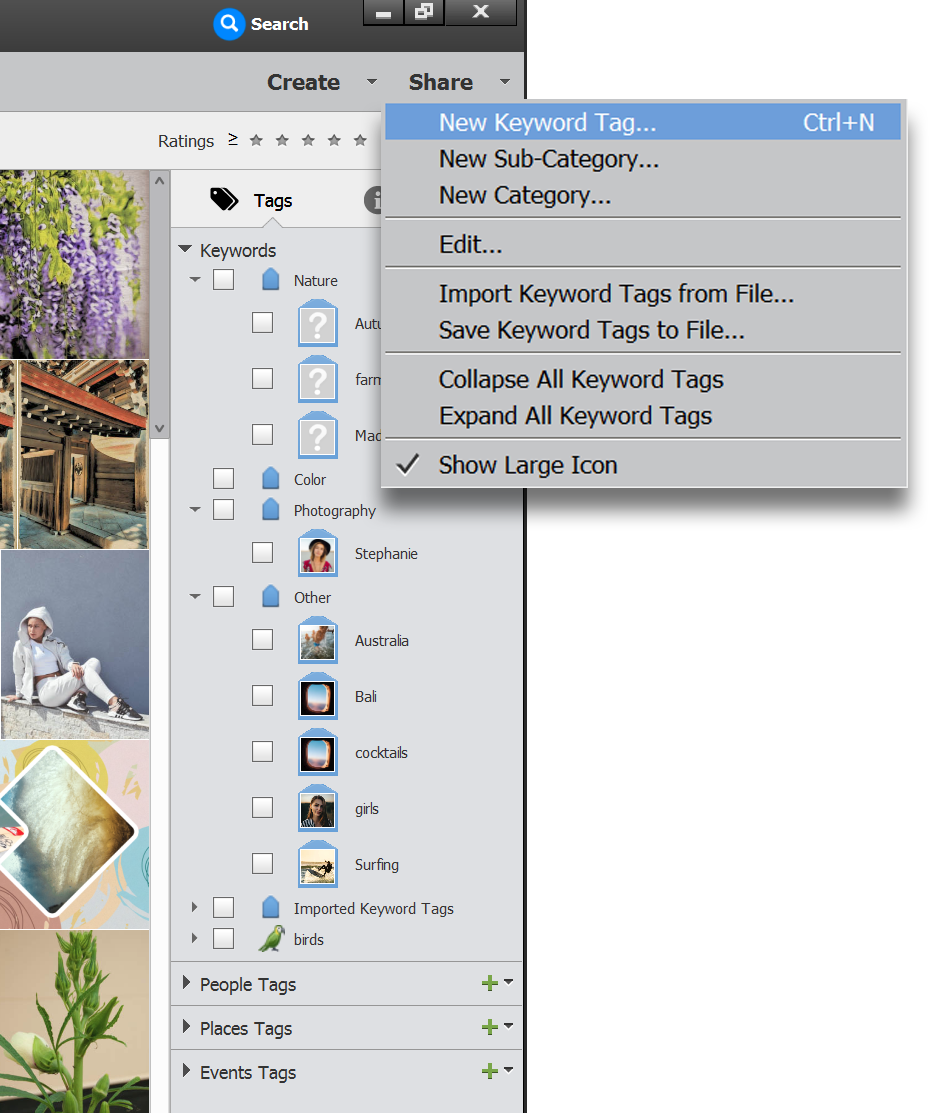 Search
Create
Share
Ratings ≥
New Keyword Tag... Ctrl+N
New Sub-Category...
New Category...
Edit...
Import Keyword Tags from File...
Save Keyword Tags to File...
Collapse All Keyword Tags
Expand All Keyword Tags
Show Large Icon
Tags
Keywords
Nature
farm
Color
Photography
Stephanie
Other
Australia
Bali
cocktails
girls
Surfing
Imported Keyword Tags
birds
People Tags
Places Tags
Events Tags